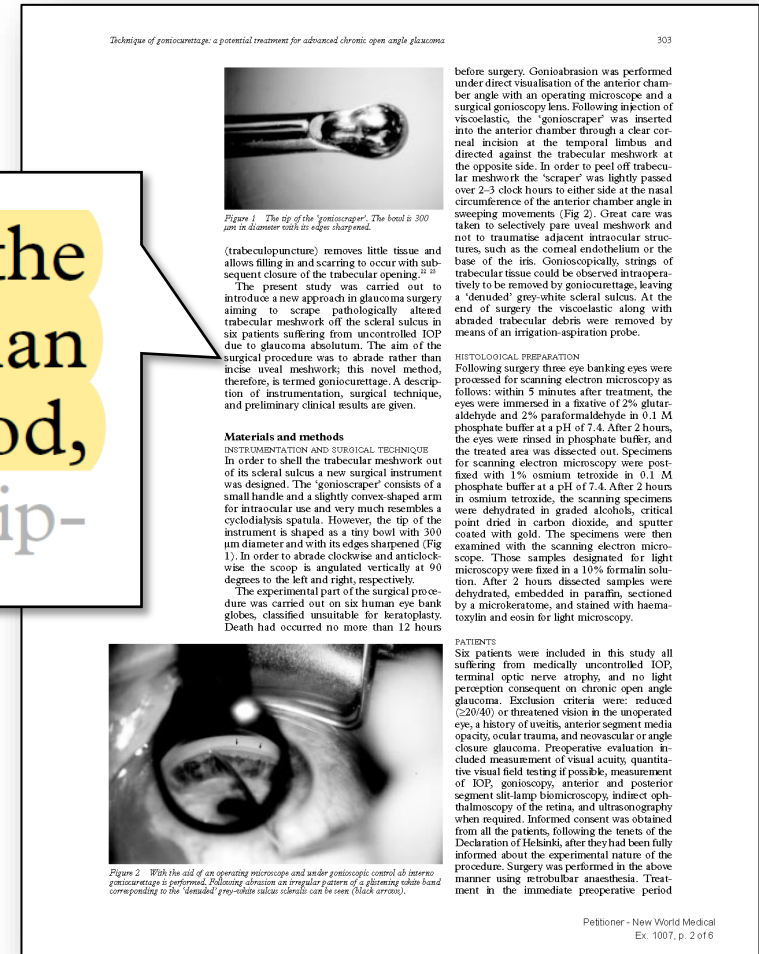 Technique of goniocurettage: a potential treatment for advanced chronic open angle glaucoma
303
the
an
od,
ip-
Figure 1 The tip of the 'gonioscraper'. The bowl is 300
µm in diameter with its edges sharpened.
(trabeculopuncture) removes little tissue and
allows filling in and scarring to occur with sub-
sequent closure of the trabecular opening.22 23
The present study was carried out to
introduce a new approach in glaucoma surgery
aiming to scrape pathologically altered
trabecular meshwork off the scleral sulcus in
six patients suffering from uncontrolled IOP
due to glaucoma absolutum. The aim of the
surgical procedure was to abrade rather than
incise uveal meshwork; this novel method,
therefore, is termed goniocurettage. A descrip-
tion of instrumentation, surgical technique,
and preliminary clinical results are given.
Materials and methods
INSTRUMENTATION AND SURGICAL TECHNIQUE
In order to shell the trabecular meshwork out
of its scleral sulcus a new surgical instrument
was designed. The 'gonioscraper' consists of a
small handle and a slightly convex-shaped arm
for intraocular use and very much resembles a
cyclodialysis spatula. However, the tip of the
instrument is shaped as a tiny bowl with 300
µm diameter and with its edges sharpened (Fig
1). In order to abrade clockwise and anticlock-
wise the scoop is angulated vertically at 90
degrees to the left and right, respectively.
The experimental part of the surgical proce-
dure was carried out on six human eye bank
globes, classified unsuitable for keratoplasty.
Death had occurred no more than 12 hours
Figure 2 With the aid of an operating microscope and under gonioscopic control ab interno
goniocurettage is performed. Following abrasion an irregular pattern of a glistening white band
corresponding to the 'denuded' grey-white sulcus scleralis can be seen (black arrows).
before surgery. Gonioabrasion was performed
under direct visualisation of the anterior cham-
ber angle with an operating microscope and a
surgical gonioscopy lens. Following injection of
viscoelastic, the 'gonioscraper' was inserted
into the anterior chamber through a clear cor-
neal incision at the temporal limbus and
directed against the trabecular meshwork at
the opposite side. In order to peel off trabecu-
lar meshwork the 'scraper' was lightly passed
over 2–3 clock hours to either side at the nasal
circumference of the anterior chamber angle in
sweeping movements (Fig 2). Great care was
taken to selectively pare uveal meshwork and
not to traumatise adjacent intraocular struc-
tures, such as the corneal endothelium or the
base of the iris. Gonioscopically, strings of
trabecular tissue could be observed intraopera-
tively to be removed by goniocurettage, leaving
a 'denuded' grey-white scleral sulcus. At the
end of surgery the viscoelastic along with
abraded trabecular debris were removed by
means of an irrigation-aspiration probe.
HISTOLOGICAL PREPARATION
Following surgery three eye banking eyes were
processed for scanning electron microscopy as
follows: within 5 minutes after treatment, the
eyes were immersed in a fixative of 2% glutar-
aldehyde and 2% paraformaldehyde in 0.1 M
phosphate buffer at a pH of 7.4. After 2 hours,
the eyes were rinsed in phosphate buffer, and
the treated area was dissected out. Specimens
for scanning electron microscopy were post-
fixed with 1% osmium tetroxide in 0.1 M
phosphate buffer at a pH of 7.4. After 2 hours
in osmium tetroxide, the scanning specimens
were dehydrated in graded alcohols, critical
point dried in carbon dioxide, and sputter
coated with gold. The specimens were then
examined with the scanning electron micro-
scope. Those samples designated for light
microscopy were fixed in a 10% formalin solu-
tion. After 2 hours dissected samples were
dehydrated, embedded in paraffin, sectioned
by a microkeratome, and stained with haema-
toxylin and eosin for light microscopy.
PATIENTS
Six patients were included in this study all
suffering from medically uncontrolled IOP,
terminal optic nerve atrophy, and no light
perception consequent on chronic open angle
glaucoma. Exclusion criteria were: reduced
(≥20/40) or threatened vision in the unoperated
eye, a history of uveitis, anterior segment media
opacity, ocular trauma, and neovascular or angle
closure glaucoma. Preoperative evaluation in-
cluded measurement of visual acuity, quantita-
tive visual field testing if possible, measurement
of IOP, gonioscopy, anterior and posterior
segment slit-lamp biomicroscopy, indirect oph-
thalmoscopy of the retina, and ultrasonography
when required. Informed consent was obtained
from all the patients, following the tenets of the
Declaration of Helsinki, after they had been fully
informed about the experimental nature of the
procedure. Surgery was performed in the above
manner using retrobulbar anaesthesia. Treat-
ment in the immediate preoperative period
Petitioner - New World Medical
Ex. 1007, p. 2 of 6